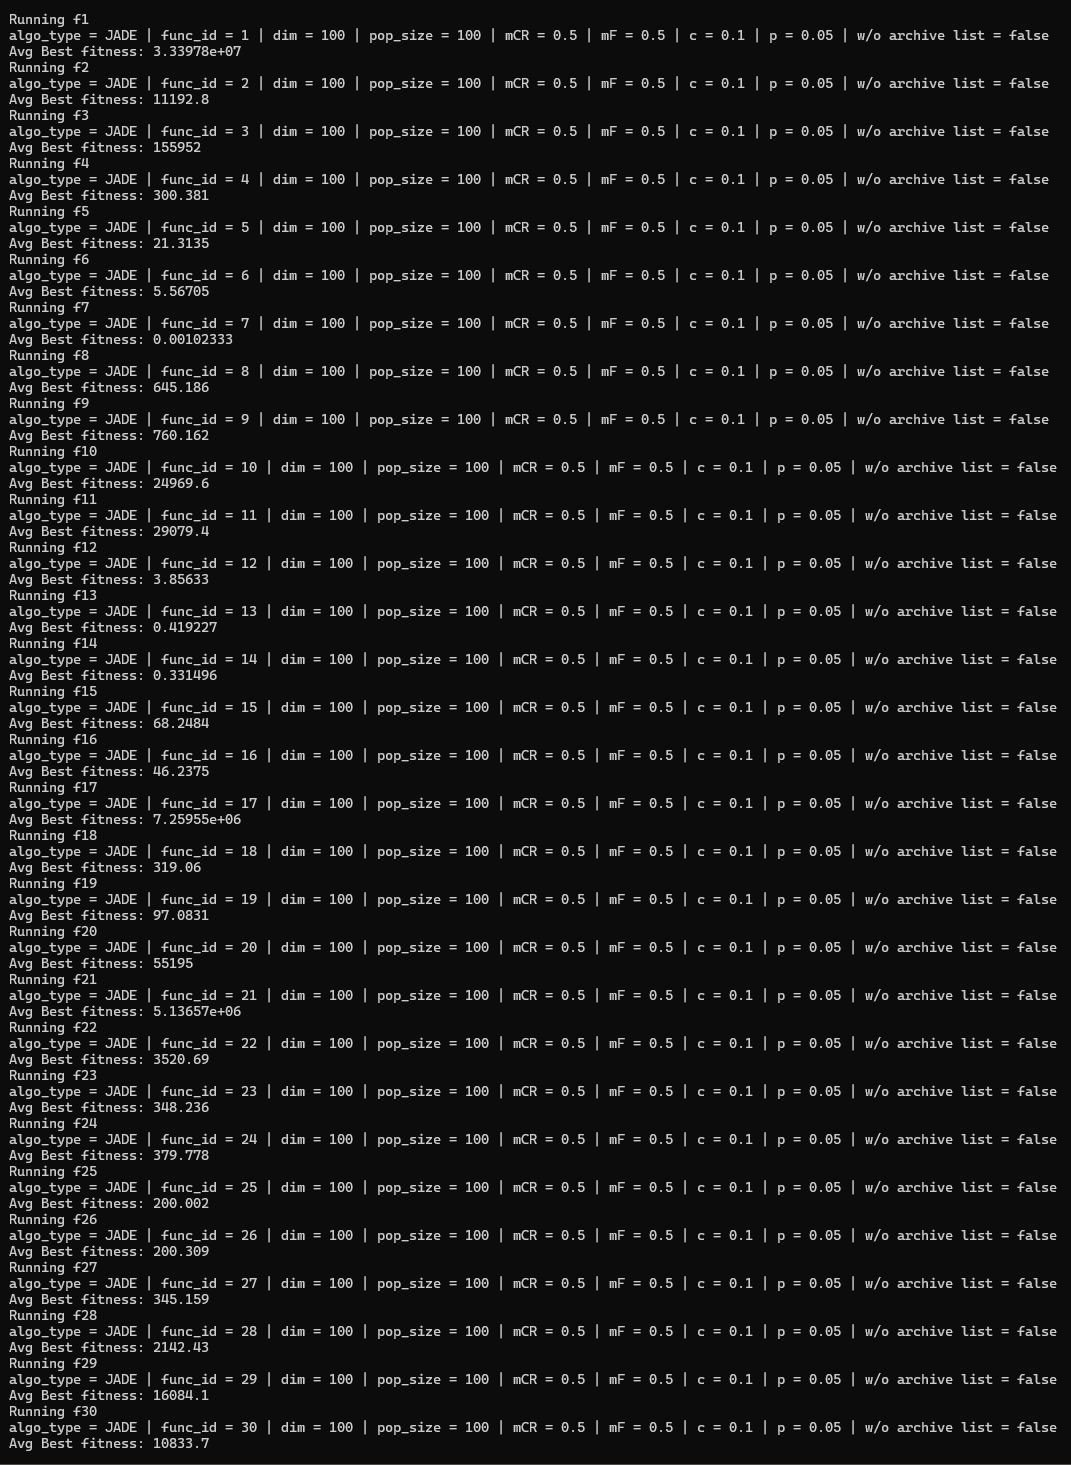 Running f1
algo_type = JADE | func_id = 1 | dim = 100 | pop_size = 100 | mCR = 0.5 | mF = 0.5 | c = 0.1 | p = 0.05 | w/o archive list = false
Avg Best fitness: 3.33978e+07
Running f2
algo_type = JADE | func_id = 2 | dim = 100 | pop_size = 100 | mCR = 0.5 | mF = 0.5 | c = 0.1 | p = 0.05 | w/o archive list = false
Avg Best fitness: 11192.8
Running f3
algo_type = JADE | func_id = 3 | dim = 100 | pop_size = 100 | mCR = 0.5 | mF = 0.5 | c = 0.1 | p = 0.05 | w/o archive list = false
Avg Best fitness: 155952
Running f4
algo_type = JADE | func_id = 4 | dim = 100 | pop_size = 100 | mCR = 0.5 | mF = 0.5 | c = 0.1 | p = 0.05 | w/o archive list = false
Avg Best fitness: 300.381
Running f5
algo_type = JADE | func_id = 5 | dim = 100 | pop_size = 100 | mCR = 0.5 | mF = 0.5 | c = 0.1 | p = 0.05 | w/o archive list = false
Avg Best fitness: 21.3135
Running f6
algo_type = JADE | func_id = 6 | dim = 100 | pop_size = 100 | mCR = 0.5 | mF = 0.5 | c = 0.1 | p = 0.05 | w/o archive list = false
Avg Best fitness: 5.56705
Running f7
algo_type = JADE | func_id = 7 | dim = 100 | pop_size = 100 | mCR = 0.5 | mF = 0.5 | c = 0.1 | p = 0.05 | w/o archive list = false
Avg Best fitness: 0.00102333
Running f8
algo_type = JADE | func_id = 8 | dim = 100 | pop_size = 100 | mCR = 0.5 | mF = 0.5 | c = 0.1 | p = 0.05 | w/o archive list = false
Avg Best fitness: 645.186
Running f9
algo_type = JADE | func_id = 9 | dim = 100 | pop_size = 100 | mCR = 0.5 | mF = 0.5 | c = 0.1 | p = 0.05 | w/o archive list = false
Avg Best fitness: 760.162
Running f10
algo_type = JADE | func_id = 10 | dim = 100 | pop_size = 100 | mCR = 0.5 | mF = 0.5 | c = 0.1 | p = 0.05 | w/o archive list = false
Avg Best fitness: 24969.6
Running f11
algo_type = JADE | func_id = 11 | dim = 100 | pop_size = 100 | mCR = 0.5 | mF = 0.5 | c = 0.1 | p = 0.05 | w/o archive list = false
Avg Best fitness: 29079.4
Running f12
algo_type = JADE | func_id = 12 | dim = 100 | pop_size = 100 | mCR = 0.5 | mF = 0.5 | c = 0.1 | p = 0.05 | w/o archive list = false
Avg Best fitness: 3.85633
Running f13
algo_type = JADE | func_id = 13 | dim = 100 | pop_size = 100 | mCR = 0.5 | mF = 0.5 | c = 0.1 | p = 0.05 | w/o archive list = false
Avg Best fitness: 0.419227
Running f14
algo_type = JADE | func_id = 14 | dim = 100 | pop_size = 100 | mCR = 0.5 | mF = 0.5 | c = 0.1 | p = 0.05 | w/o archive list = false
Avg Best fitness: 0.331496
Running f15
algo_type = JADE | func_id = 15 | dim = 100 | pop_size = 100 | mCR = 0.5 | mF = 0.5 | c = 0.1 | p = 0.05 | w/o archive list = false
Avg Best fitness: 68.2484
Running f16
algo_type = JADE | func_id = 16 | dim = 100 | pop_size = 100 | mCR = 0.5 | mF = 0.5 | c = 0.1 | p = 0.05 | w/o archive list = false
Avg Best fitness: 46.2375
Running f17
algo_type = JADE | func_id = 17 | dim = 100 | pop_size = 100 | mCR = 0.5 | mF = 0.5 | c = 0.1 | p = 0.05 | w/o archive list = false
Avg Best fitness: 7.25955e+06
Running f18
algo_type = JADE | func_id = 18 | dim = 100 | pop_size = 100 | mCR = 0.5 | mF = 0.5 | c = 0.1 | p = 0.05 | w/o archive list = false
Avg Best fitness: 319.06
Running f19
algo_type = JADE | func_id = 19 | dim = 100 | pop_size = 100 | mCR = 0.5 | mF = 0.5 | c = 0.1 | p = 0.05 | w/o archive list = false
Avg Best fitness: 97.0831
Running f20
algo_type = JADE | func_id = 20 | dim = 100 | pop_size = 100 | mCR = 0.5 | mF = 0.5 | c = 0.1 | p = 0.05 | w/o archive list = false
Avg Best fitness: 55195
Running f21
algo_type = JADE | func_id = 21 | dim = 100 | pop_size = 100 | mCR = 0.5 | mF = 0.5 | c = 0.1 | p = 0.05 | w/o archive list = false
Avg Best fitness: 5.13657e+06
Running f22
algo_type = JADE | func_id = 22 | dim = 100 | pop_size = 100 | mCR = 0.5 | mF = 0.5 | c = 0.1 | p = 0.05 | w/o archive list = false
Avg Best fitness: 3520.69
Running f23
algo_type = JADE | func_id = 23 | dim = 100 | pop_size = 100 | mCR = 0.5 | mF = 0.5 | c = 0.1 | p = 0.05 | w/o archive list = false
Avg Best fitness: 348.236
Running f24
algo_type = JADE | func_id = 24 | dim = 100 | pop_size = 100 | mCR = 0.5 | mF = 0.5 | c = 0.1 | p = 0.05 | w/o archive list = false
Avg Best fitness: 379.778
Running f25
algo_type = JADE | func_id = 25 | dim = 100 | pop_size = 100 | mCR = 0.5 | mF = 0.5 | c = 0.1 | p = 0.05 | w/o archive list = false
Avg Best fitness: 200.002
Running f26
algo_type = JADE | func_id = 26 | dim = 100 | pop_size = 100 | mCR = 0.5 | mF = 0.5 | c = 0.1 | p = 0.05 | w/o archive list = false
Avg Best fitness: 200.309
Running f27
algo_type = JADE | func_id = 27 | dim = 100 | pop_size = 100 | mCR = 0.5 | mF = 0.5 | c = 0.1 | p = 0.05 | w/o archive list = false
Avg Best fitness: 345.159
Running f28
algo_type = JADE | func_id = 28 | dim = 100 | pop_size = 100 | mCR = 0.5 | mF = 0.5 | c = 0.1 | p = 0.05 | w/o archive list = false
Avg Best fitness: 2142.43
Running f29
algo_type = JADE | func_id = 29 | dim = 100 | pop_size = 100 | mCR = 0.5 | mF = 0.5 | c = 0.1 | p = 0.05 | w/o archive list = false
Avg Best fitness: 16084.1
Running f30
algo_type = JADE | func_id = 30 | dim = 100 | pop_size = 100 | mCR = 0.5 | mF = 0.5 | c = 0.1 | p = 0.05 | w/o archive list = false
Avg Best fitness: 10833.7